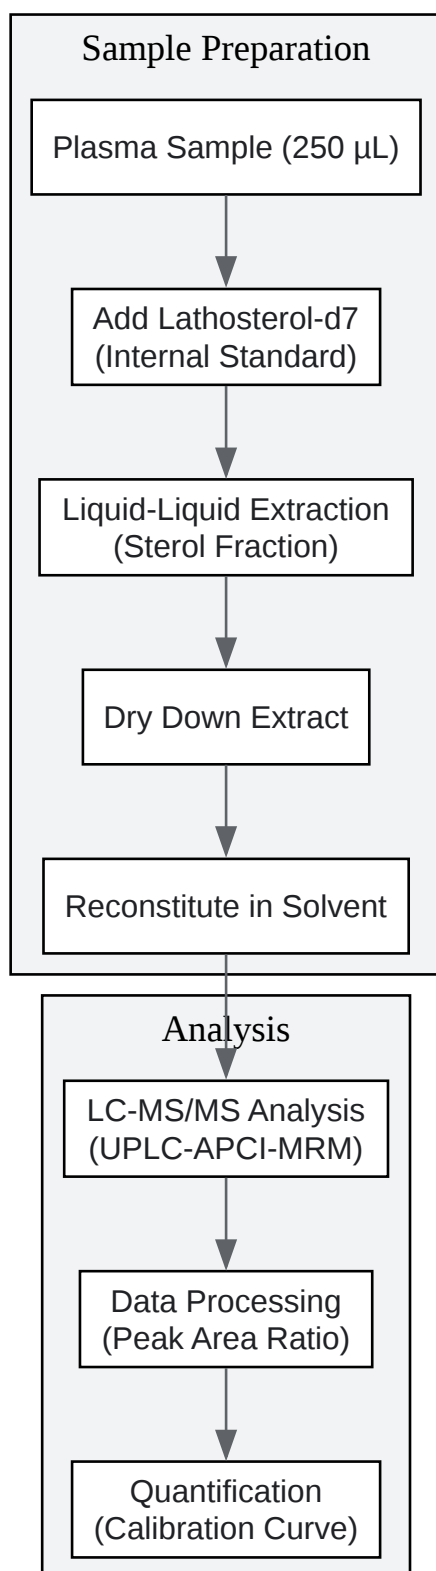 Sample Preparation
Plasma Sample (250 µL)
Add Lathosterol-d7
(Internal Standard)
Liquid-Liquid Extraction
(Sterol Fraction)
Dry Down Extract
Reconstitute in Solvent
Analysis
LC-MS/MS Analysis
(UPLC-APCI-MRM)
Data Processing
(Peak Area Ratio)
Quantification
(Calibration Curve)